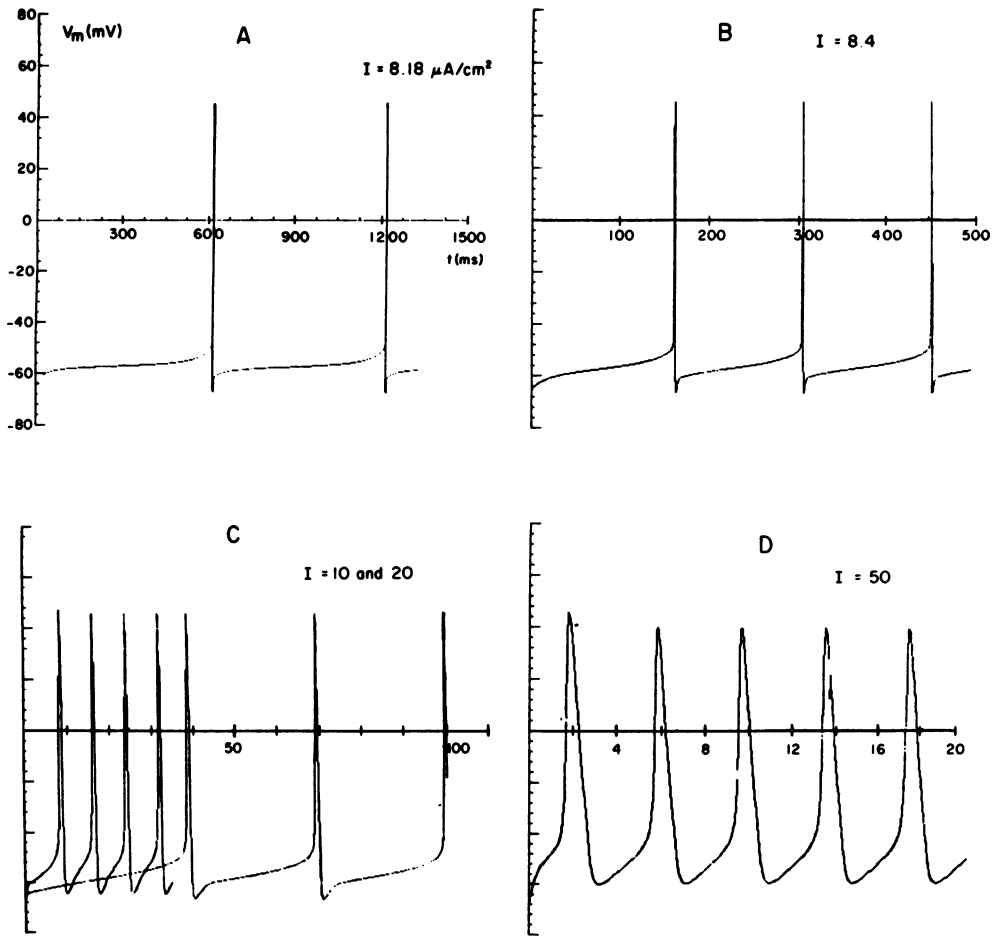 80
Vm(mV)
A
I = 8.18 μA/cm²
60
40
20
0
300 600 900 1200 1500
t(ms)
-20
-40
-60
-80
B
I = 8.4
100 200 300 400 500
C
I = 10 and 20
50 100
D
I = 50
4 8 12 16 20